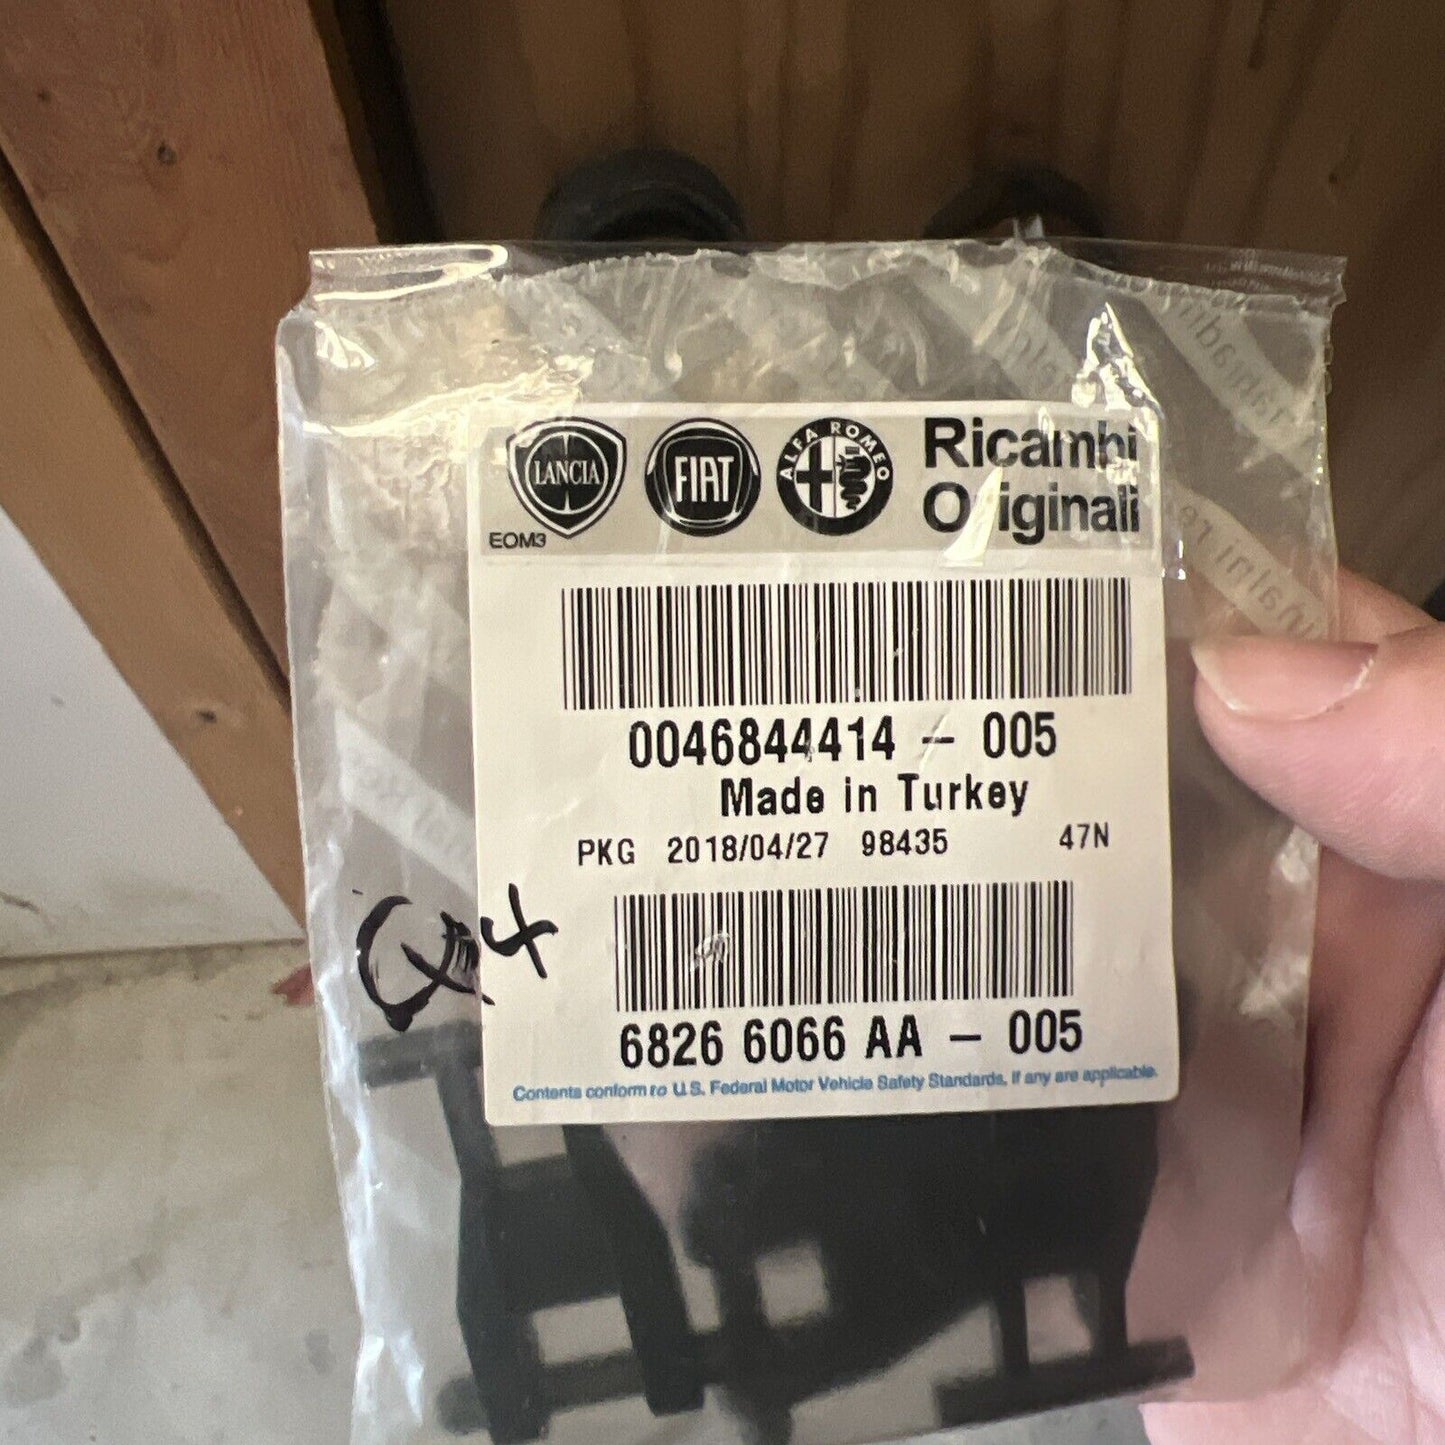 LANCIA FIAT ALFA ROMEO Ricambi
Originali
EOM3
0046844414 - 005
Made in Turkey
PKG 2018/04/27 98435 47N
Q4
6826 6066 AA - 005
Contents conform to U.S. Federal Motor Vehicle Safety Standards, if any are applicable.